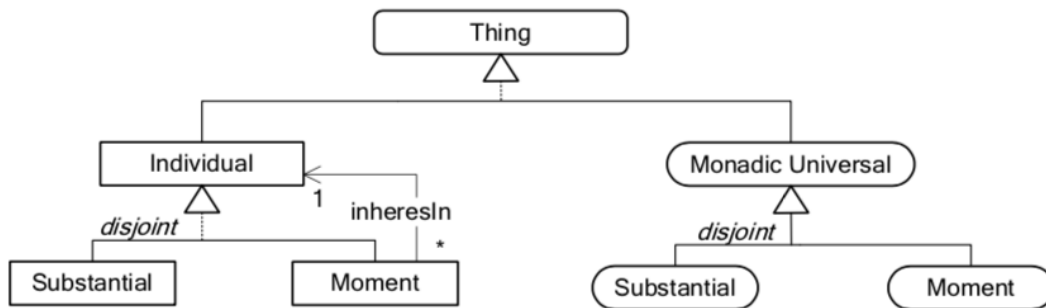 Thing
Individual
Monadic Universal
1
inheresIn
disjoint
*
disjoint
Substantial
Moment
Substantial
Moment